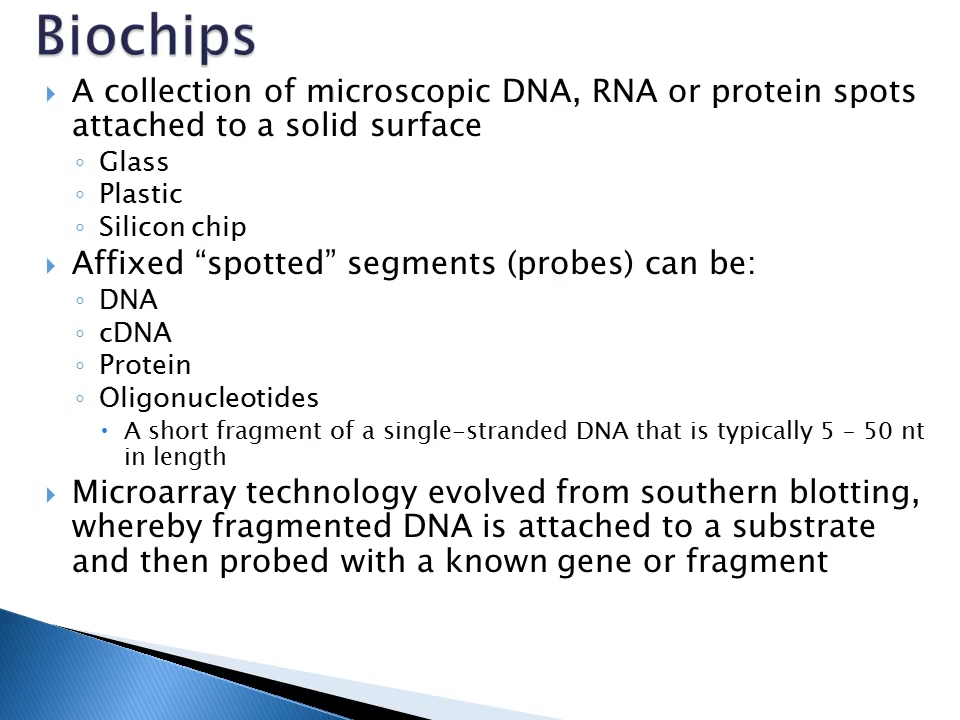 Biochips
A collection of microscopic DNA, RNA or protein spots
attached to a solid surface
Glass
Plastic
Silicon chip
Affixed “spotted” segments (probes) can be:
DNA
cDNA
Protein
Oligonucleotides
A short fragment of a single-stranded DNA that is typically 5 – 50 nt
in length
Microarray technology evolved from southern blotting,
whereby fragmented DNA is attached to a substrate
and then probed with a known gene or fragment